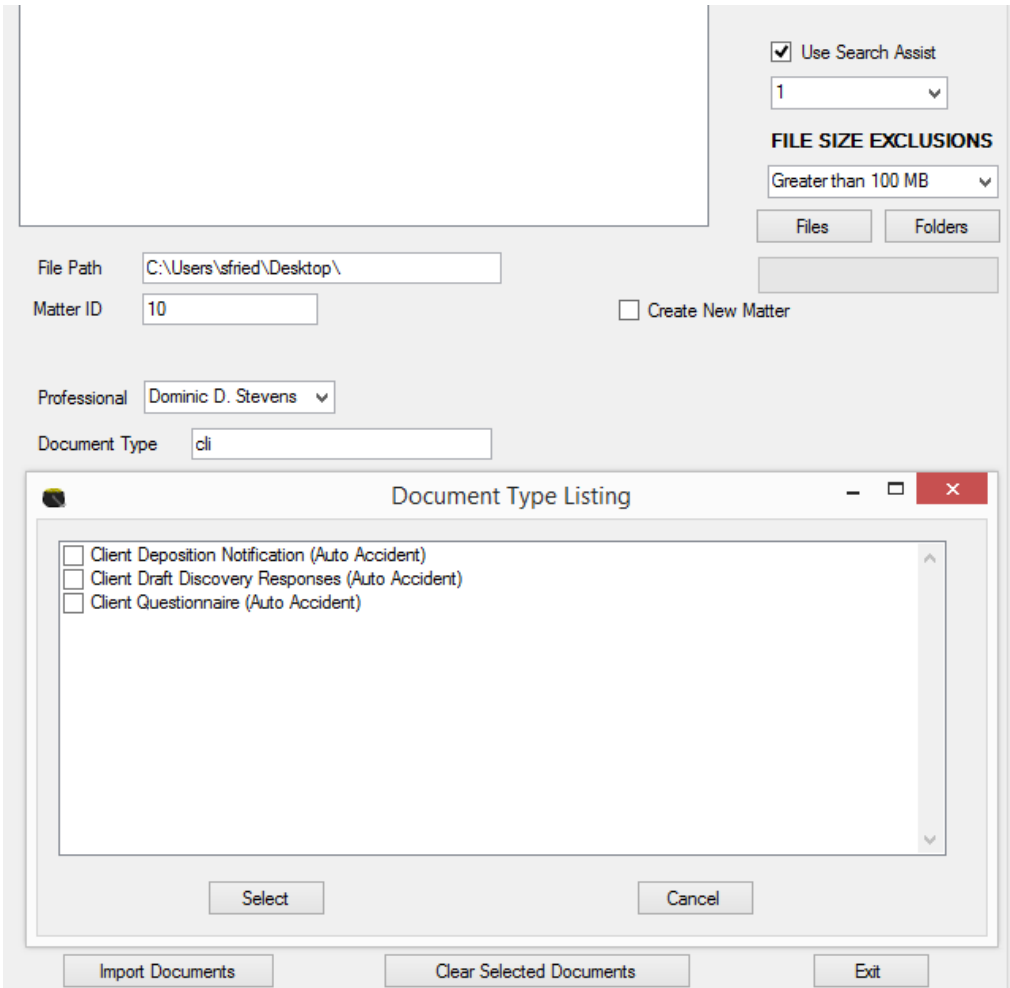 Use Search Assist
1
FILE SIZE EXCLUSIONS
Greater than 100 MB
Files Folders
File Path C:\Users\sfried\Desktop\
Matter ID 10
Create New Matter
Professional Dominic D. Stevens
Document Type cli
Document Type Listing
Client Deposition Notification (Auto Accident)
Client Draft Discovery Responses (Auto Accident)
Client Questionnaire (Auto Accident)
Select Cancel
Import Documents Clear Selected Documents Exit